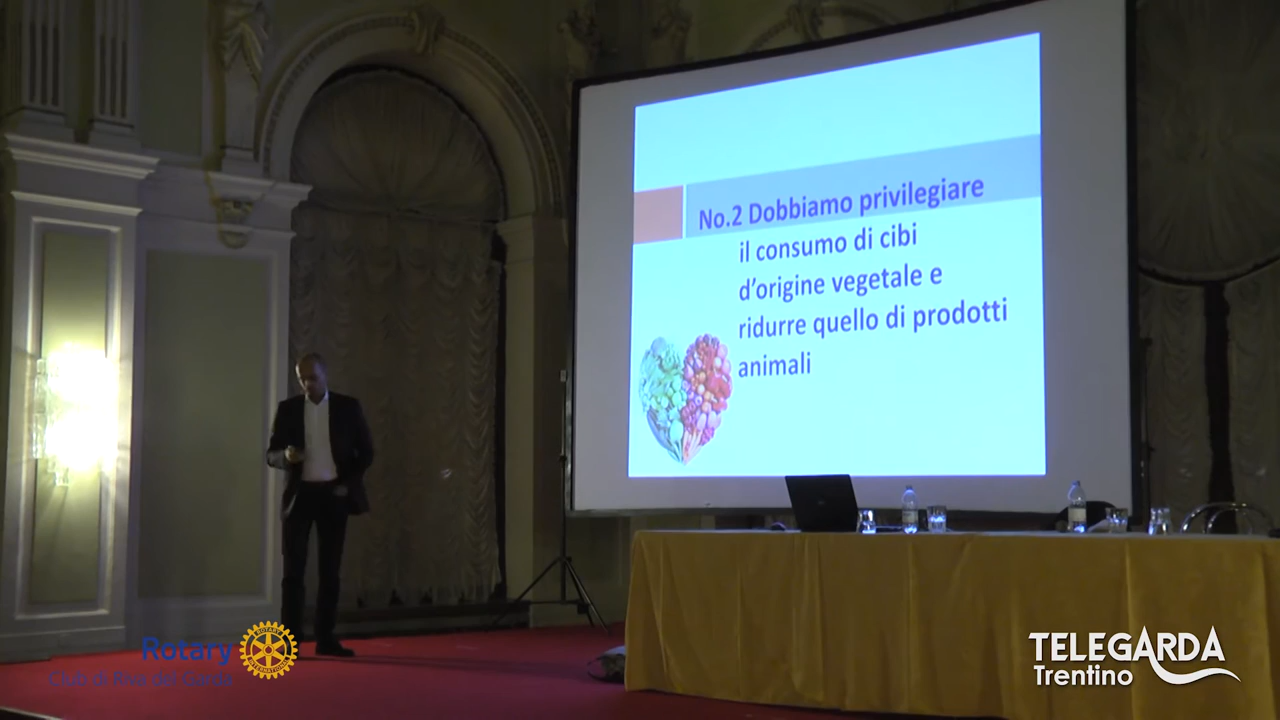 No.2 Dobbiamo privilegiare
il consumo di cibi
d'origine vegetale e
ridurre quello di prodotti
animali
Rotary
Club di Riva del Garda
TELEGARDA
Trentino